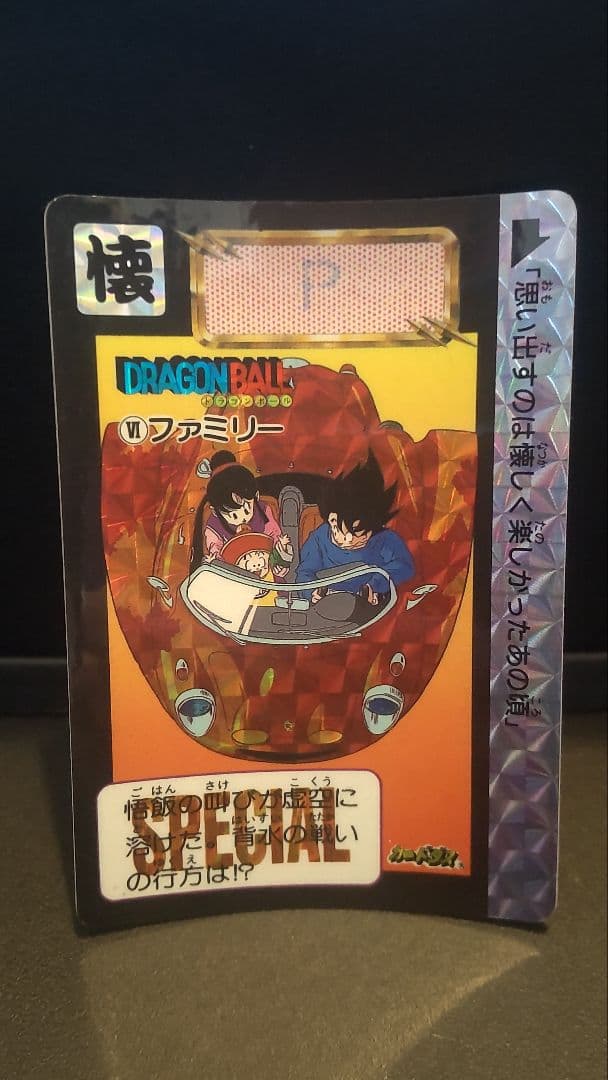 懐
P
DRAGON BALL
ドラゴンボール
VI ファミリー
「思い出すのは懐しく楽しかったあの頃」
悟飯の叫びが虚空に
溶けた。背水の戦い
の行方は!?
SPECIAL
カードダス